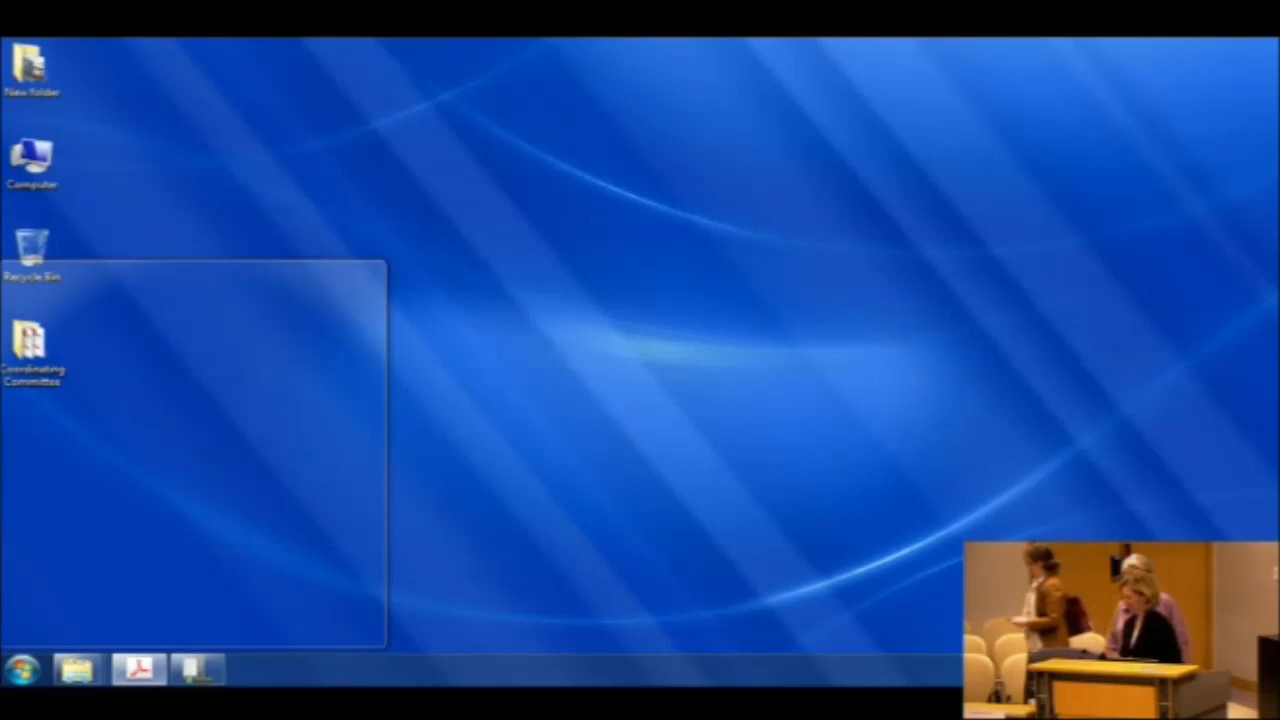 New folder
Computer
Recycle Bin
Coordinating
Committee